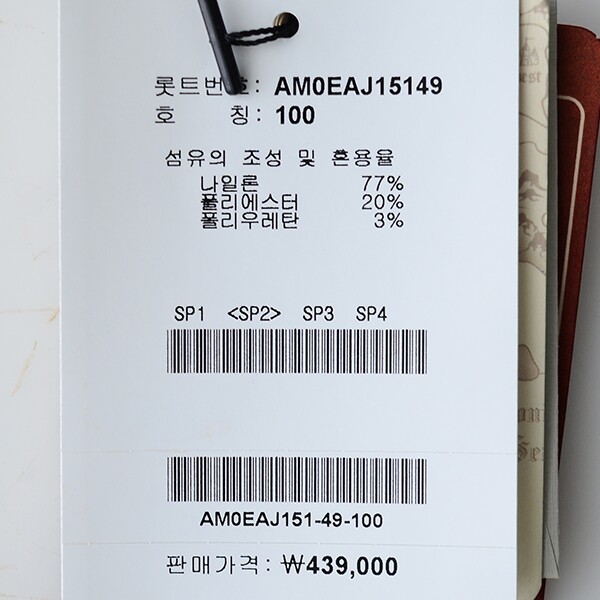 롯트번호: AM0EAJ15149
호 칭: 100
섬유의 조성 및 혼용율
나일론 77%
폴리에스터 20%
폴리우레탄 3%
SP1 <SP2> SP3 SP4
AM0EAJ151-49-100
판매가격: ₩439,000